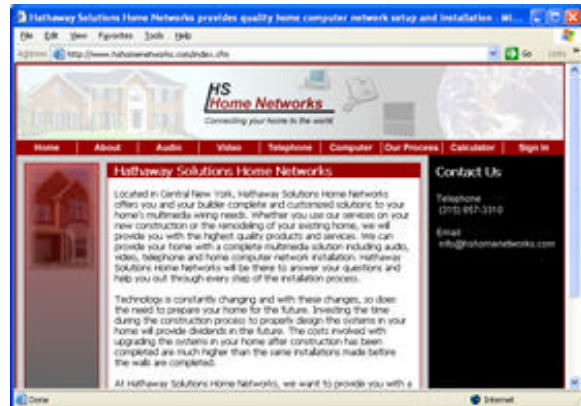 Hathaway Solutions Home Networks provides quality home computer network setup and installation - Mi...
File Edit View Favorites Tools Help
Address http://www.hshomenetworks.com/index.cfm Go Links
HS
Home Networks
Connecting your home to the world
Home About Audio Video Telephone Computer Our Process Calculator Sign In
Hathaway Solutions Home Networks
Located in Central New York, Hathaway Solutions Home Networks
offers you and your builder complete and customized solutions to your
home's multimedia wiring needs. Whether you use our services on your
new construction or the remodeling of your existing home, we will
provide you with the highest quality products and services. We can
provide your home with a complete multimedia solution including audio,
video, telephone and home computer network installation. Hathaway
Solutions Home Networks will be there to answer your questions and
help you out through every step of the installation process.
Technology is constantly changing and with these changes, so does
the need to prepare your home for the future. Investing the time
during the construction process to properly design the systems in your
home will provide dividends in the future. The costs involved with
upgrading the systems in your home after construction has been
completed are much higher than the same installations made before
the walls are completed.
At Hathaway Solutions Home Networks, we want to provide you with a
Contact Us
Telephone
(315)
Email
info@hshomenetworks.com
Done Internet